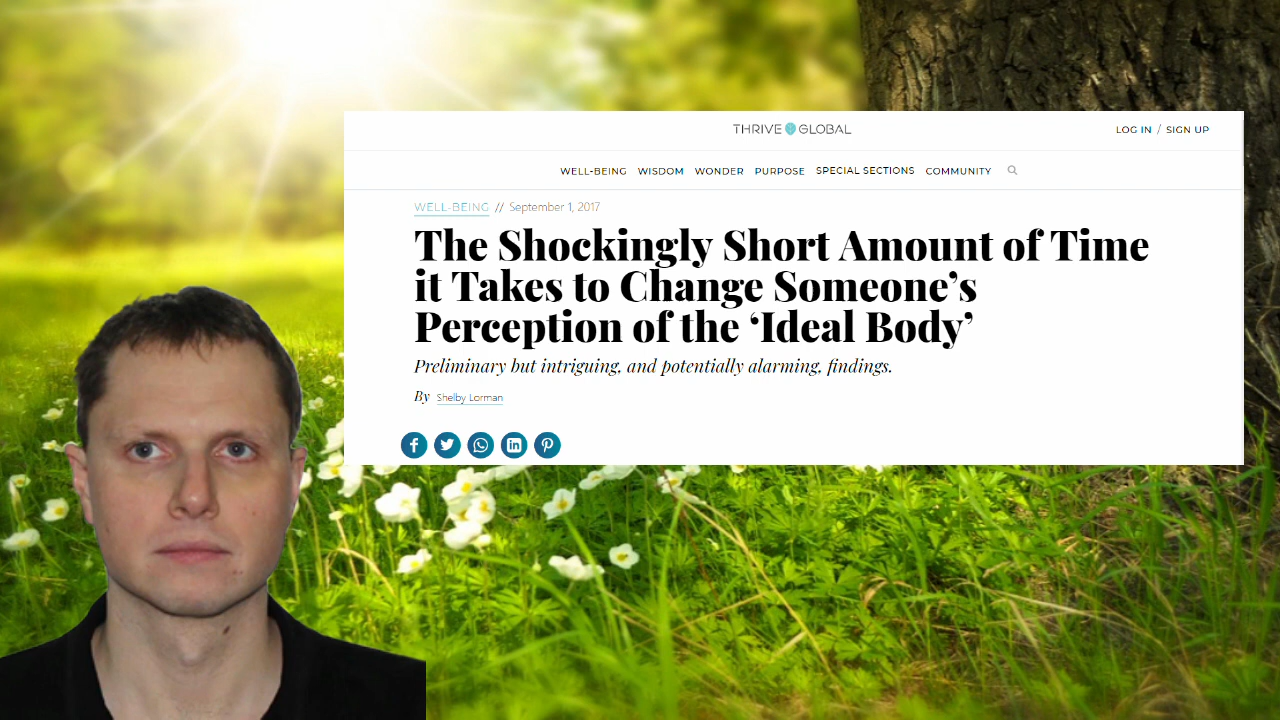 THRIVE GLOBAL
LOG IN / SIGN UP
WELL-BEING WISDOM WONDER PURPOSE SPECIAL SECTIONS COMMUNITY
WELL-BEING // September 1, 2017
The Shockingly Short Amount of Time
it Takes to Change Someone’s
Perception of the ‘Ideal Body’
Preliminary but intriguing, and potentially alarming, findings.
By Shelby Lorman